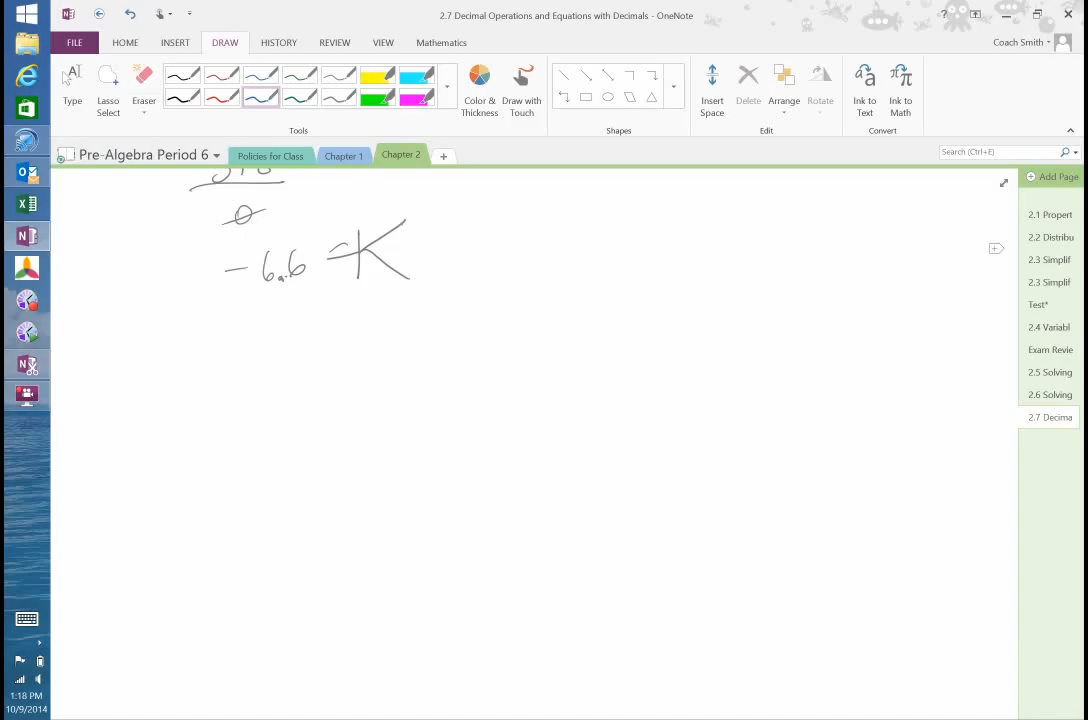 2.7 Decimal Operations and Equations with Decimals - OneNote
?
FILE HOME INSERT DRAW HISTORY REVIEW VIEW Mathematics
Coach Smith
Type
Lasso Select
Eraser
Color & Thickness
Draw with Touch
Insert Space
Delete
Arrange
Rotate
Ink to Text
Ink to Math
Tools
Shapes
Edit
Convert
Pre-Algebra Period 6
Policies for Class
Chapter 1
Chapter 2
Search (Ctrl+E)
Add Page
2.1 Propert
2.2 Distribu
2.3 Simplif
2.3 Simplif
Test*
2.4 Variabl
Exam Revie
2.5 Solving
2.6 Solving
2.7 Decima
0
-6.6 = K
1:18 PM
10/9/2014